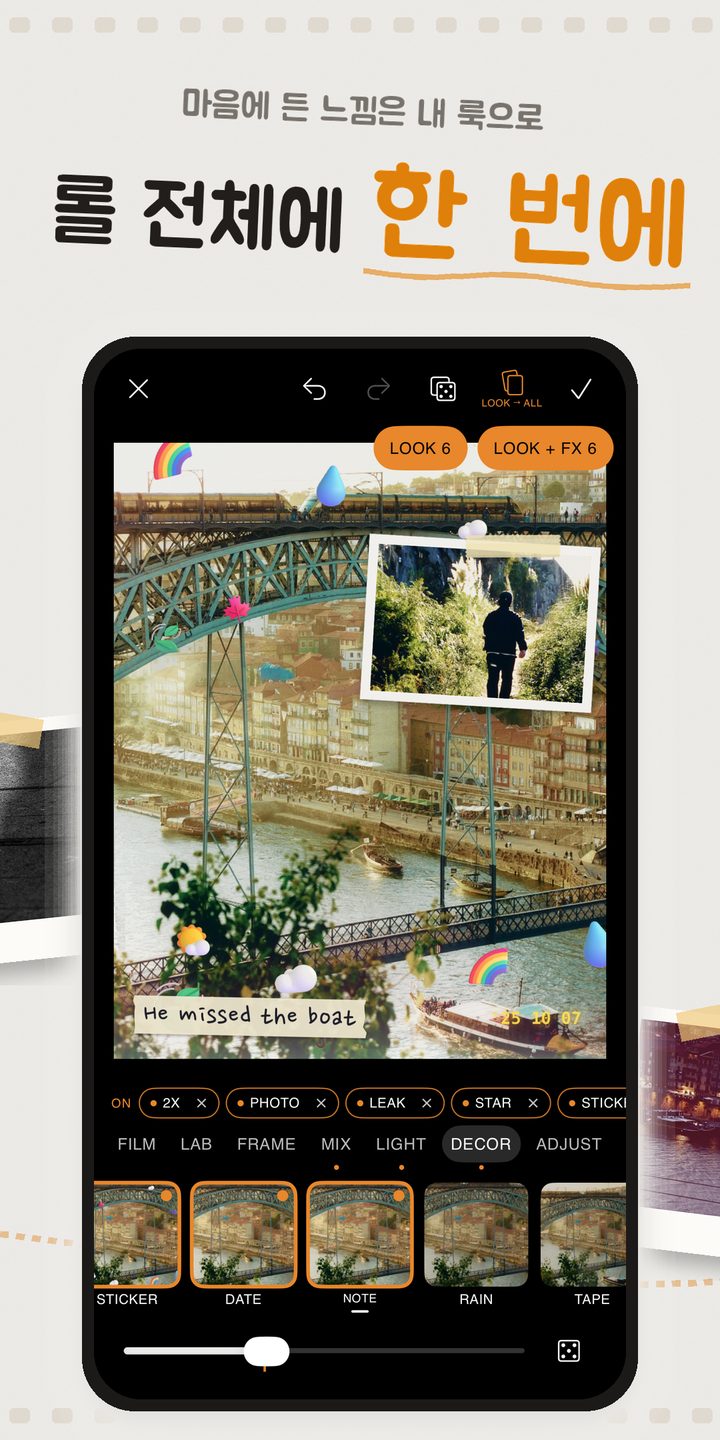 마음에 든 느낌은 내 룩으로
롤 전체에 한 번에
LOOK → ALL
LOOK 6
LOOK + FX 6
He missed the boat
25 10 07
ON
2X
PHOTO
LEAK
STAR
STICKE
FILM
LAB
FRAME
MIX
LIGHT
DECOR
ADJUST
STICKER
DATE
NOTE
RAIN
TAPE